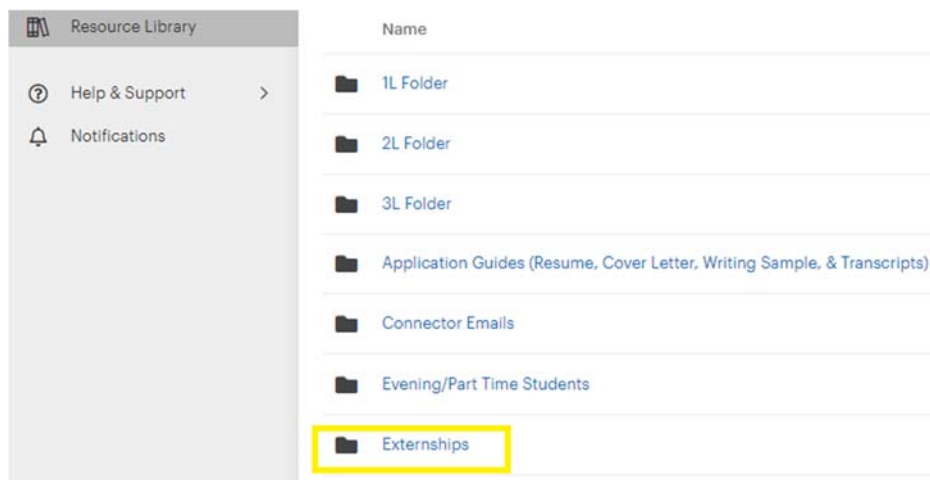 Resource Library
Help & Support
Notifications
Name
1L Folder
2L Folder
3L Folder
Application Guides (Resume, Cover Letter, Writing Sample, & Transcripts)
Connector Emails
Evening/Part Time Students
Externships